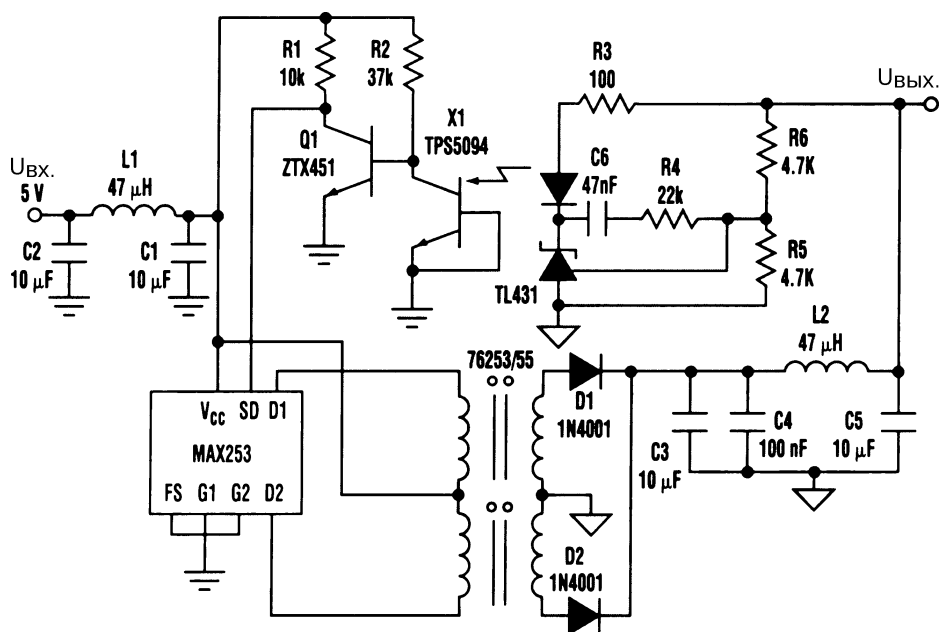 R1
10k
R2
37k
R3
100
UВЫХ.
X1
TPS5094
Q1
ZTX451
C6
47nF
R4
22k
R6
4.7K
UВХ.
5 V
L1
47 µH
C2
10 µF
C1
10 µF
R5
4.7K
TL431
L2
47 µH
76253/55
VCC SD D1
MAX253
FS G1 G2 D2
D1
1N4001
C3
10 µF
C4
100 nF
C5
10 µF
D2
1N4001